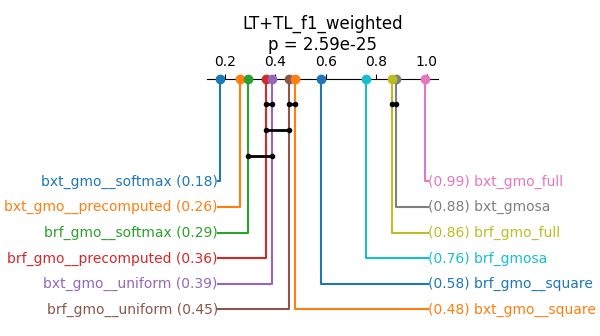 LT+TL_f1_weighted
p = 2.59e-25
0.2 0.4 0.6 0.8 1.0
bxt_gmo__softmax (0.18) (0.99) bxt_gmo_full
bxt_gmo__precomputed (0.26) (0.88) bxt_gmosa
brf_gmo__softmax (0.29) (0.86) brf_gmo_full
brf_gmo__precomputed (0.36) (0.76) brf_gmosa
bxt_gmo__uniform (0.39) (0.58) brf_gmo__square
brf_gmo__uniform (0.45) (0.48) bxt_gmo__square